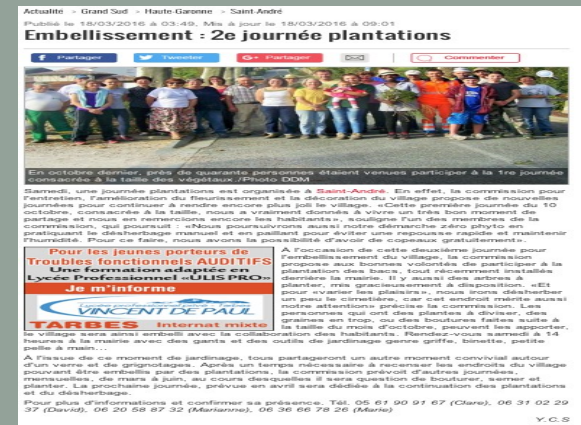 Actualité > Grand Sud > Haute-Garonne > Saint-André
Publié le 18/03/2016 à 03:49, Mis à jour le 18/03/2016 à 09:01
Embellissement : 2e journée plantations
Partager Tweeter G+ Partager Commenter
En octobre dernier, près de quarante personnes étaient venues participer à la 1re journée
consacrée à la taille des végétaux./Photo DDM
Samedi, une journée plantations est organisée à Saint-André. En effet, la commission pour
l'entretien, l'amélioration du fleurissement et la décoration du village propose de nouvelles
journées pour continuer à rendre encore plus joli le village. «Cette première journée du 10
octobre, consacrée à la taille, nous a vraiment donnés à vivre un très bon moment de
partage et nous en remercions encore les habitants», souligne l'un des membres de la
commission, qui poursuit : «Nous poursuivrons aussi notre démarche zéro phyto en
pratiquant le désherbage manuel et en paillant pour éviter une repousse rapide et maintenir
l'humidité. Pour ce faire, nous avons la possibilité d'avoir de copeaux gratuitement».
Pour les jeunes porteurs de
Troubles fonctionnels AUDITIFS
Une formation adaptée en
Lycée Professionnel «ULIS PRO»
Je m'informe
VINCENT DE PAUL
TARBES Internat mixte
À l'occasion de cette deuxième journée pour
l'embellissement du village, la commission
propose aux bonnes volontés de participer à la
plantation des bacs, tout récemment installés
derrière la mairie. Il y aussi des arbres à
planter, mis gracieusement à disposition. «Et
pour «varier les plaisirs», nous irons désherber
un peu le cimetière, car cet endroit mérite aussi
notre attention» précise la commission. Les
personnes qui ont des plantes à diviser, des
graines en trop, ou des boutures faites suite à
la taille du mois d'octobre, peuvent les apporter,
le village sera ainsi embelli avec la collaboration des habitants. Rendez-vous samedi à 14
heures à la mairie avec des gants et des outils de jardinage genre griffe, binette, petite
pelle à main…
À l'issue de ce moment de jardinage, tous partageront un autre moment convivial autour
d'un verre et de grignotages. Après un temps nécessaire à recenser les endroits du village
pouvant être embellis par des plantations, la commission prévoit d'autres journées,
mensuelles, de mars à juin, au cours desquelles il sera question de bouturer, semer et
planter. La prochaine journée, prévue en avril sera dédiée à la continuation des plantations
et du désherbage.
Pour plus d'informations et confirmer sa présence. Tél. 05 61 90 91 67 (Clare), 06 31 02 29
37 (David), 06 20 58 87 32 (Marianne), 06 36 66 78 26 (Marie)
Y.C.S